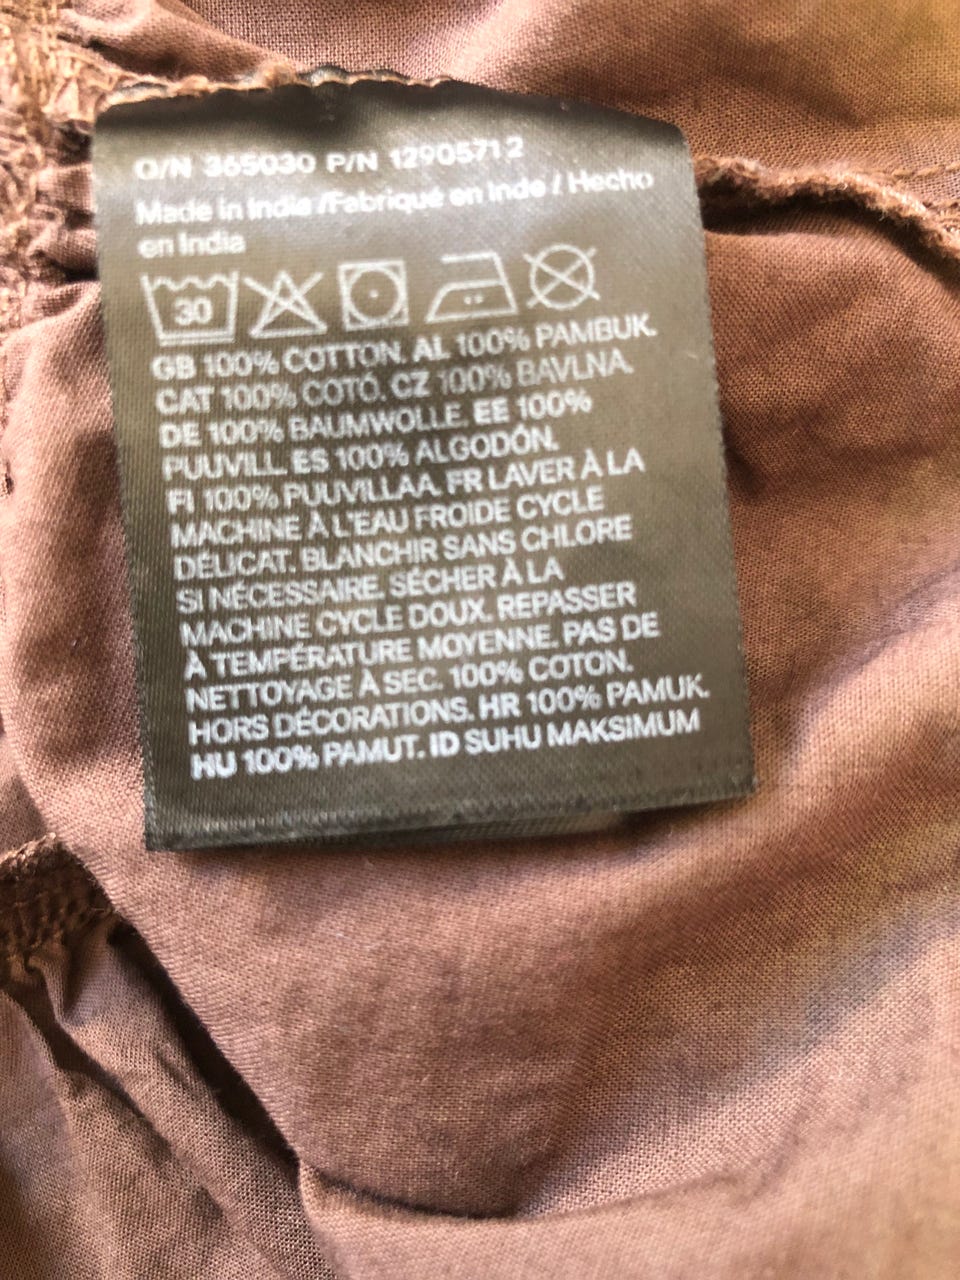 O/N 365030 P/N 12905712
Made in India /Fabriqué en Inde / Hecho
en India
30
GB 100% COTTON. AL 100% PAMBUK.
CAT 100% COTÓ. CZ 100% BAVLNA.
DE 100% BAUMWOLLE. EE 100%
PUUVILL. ES 100% ALGODÓN.
FI 100% PUUVILLAA. FR LAVER À LA
MACHINE À L'EAU FROIDE CYCLE
DÉLICAT. BLANCHIR SANS CHLORE
SI NÉCESSAIRE. SÉCHER À LA
MACHINE CYCLE DOUX. REPASSER
À TEMPÉRATURE MOYENNE. PAS DE
NETTOYAGE À SEC. 100% COTON.
HORS DÉCORATIONS. HR 100% PAMUK.
HU 100% PAMUT. ID SUHU MAKSIMUM